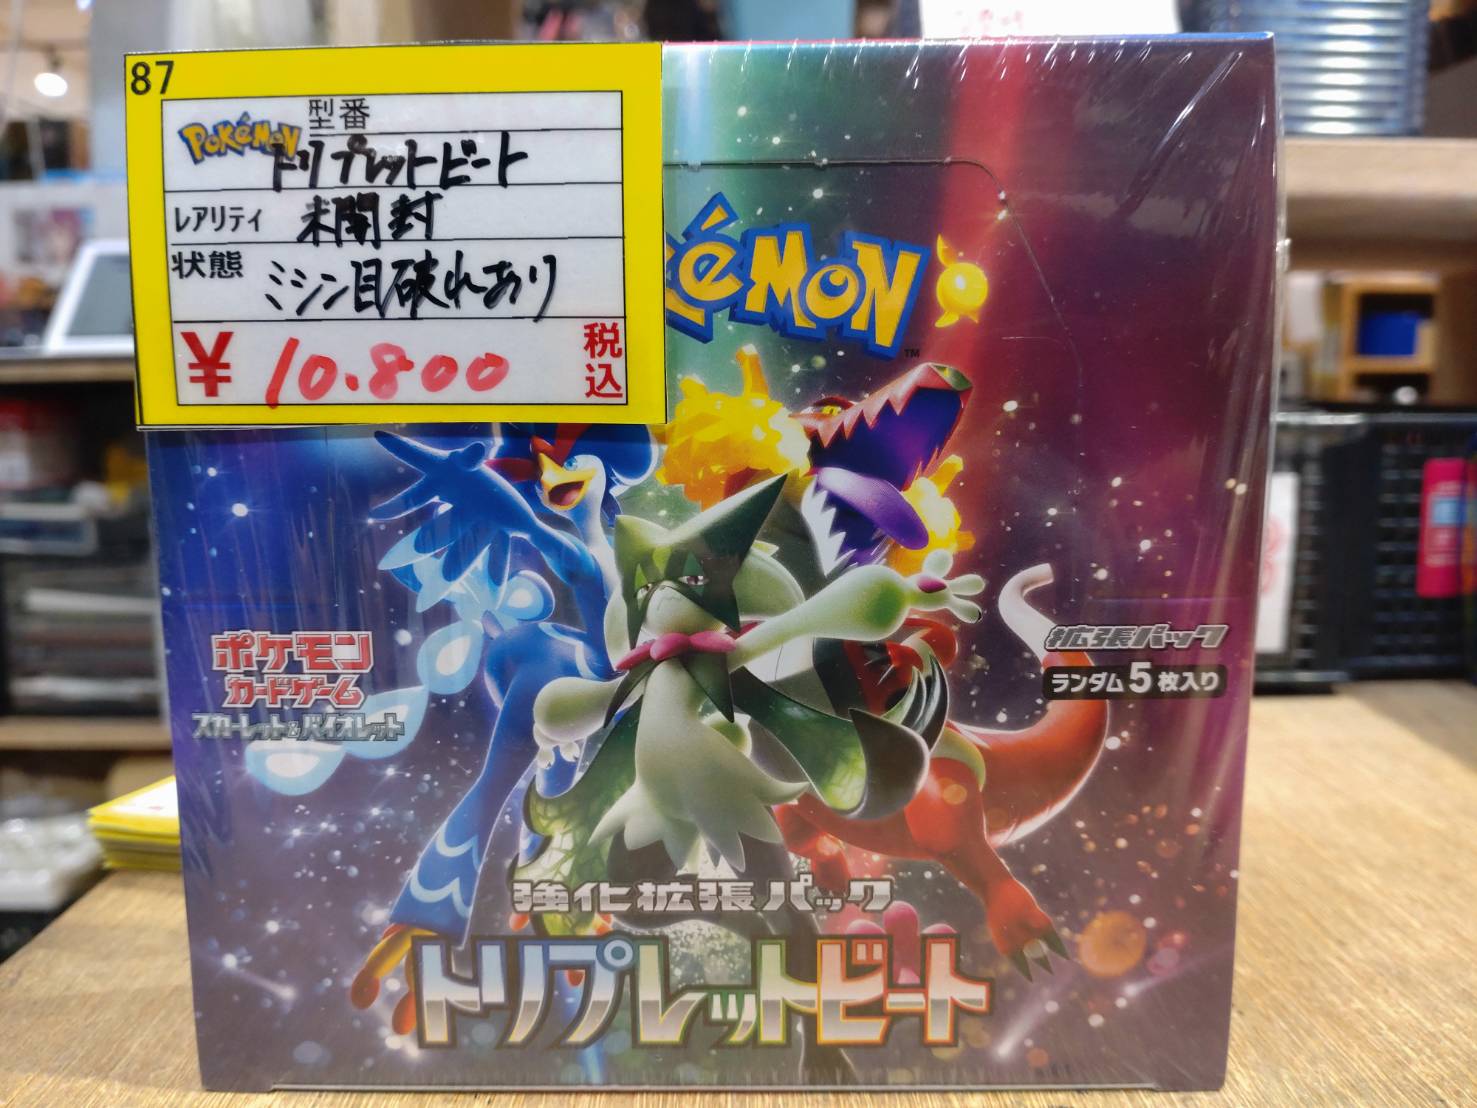 87
型番
POKéMON
トリプレットビート
レアリティ 未開封
状態 ミシン目破れあり
¥ 10.800 税込
POKéMON
TM
ポケモン
カードゲーム
スカーレット&バイオレット
拡張パック
ランダム5枚入り
強化拡張パック
トリプレットビート